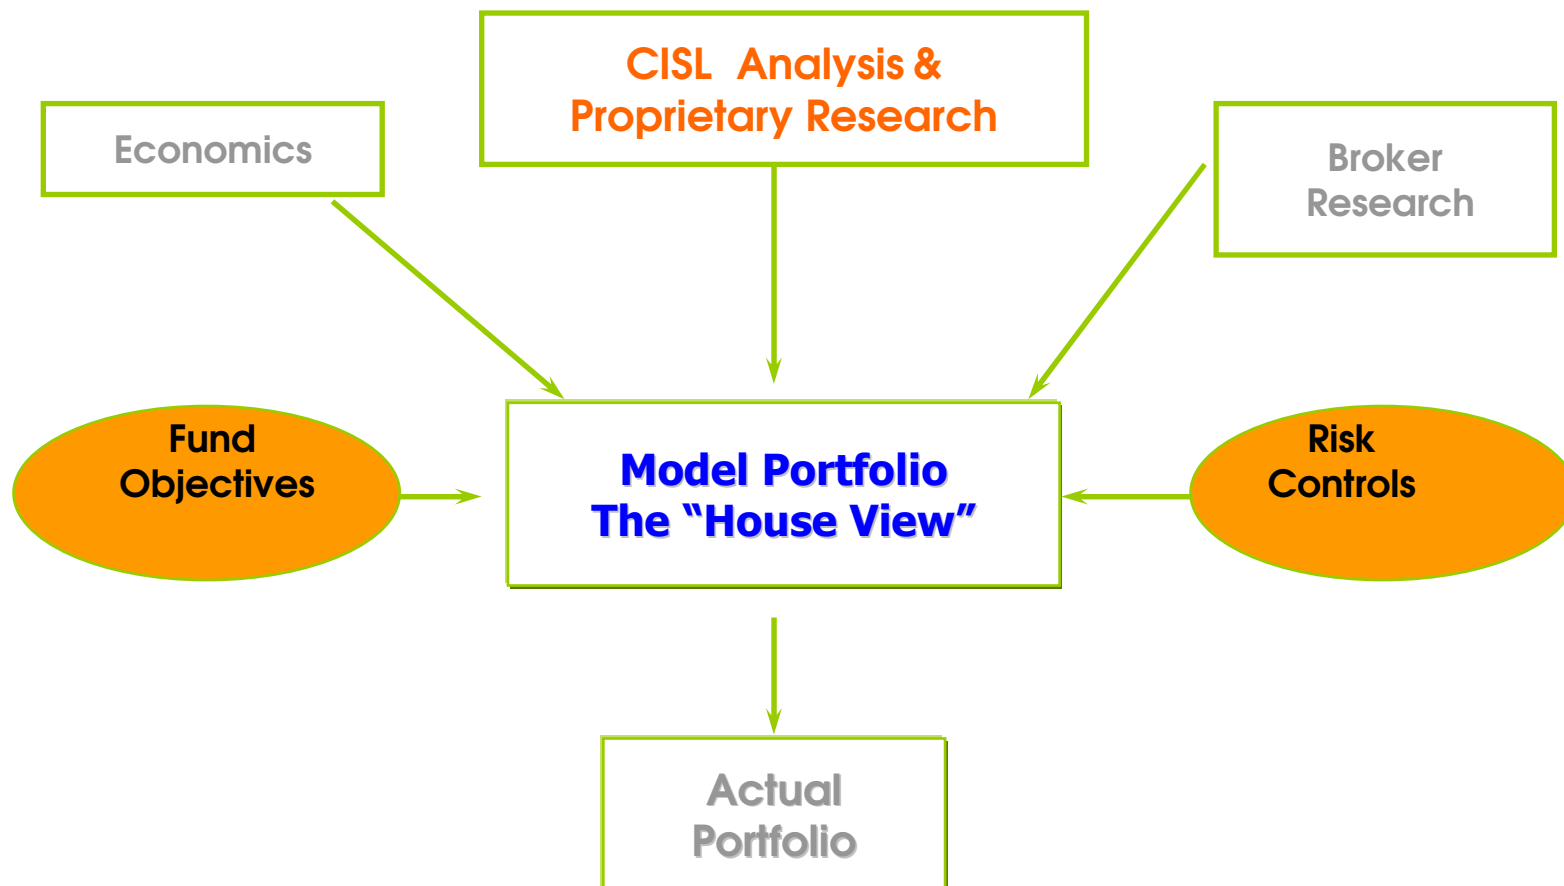 CISL Analysis &
Proprietary Research
Economics
Broker
Research
Fund
Objectives
Model Portfolio
The “House View”
Risk
Controls
Actual
Portfolio